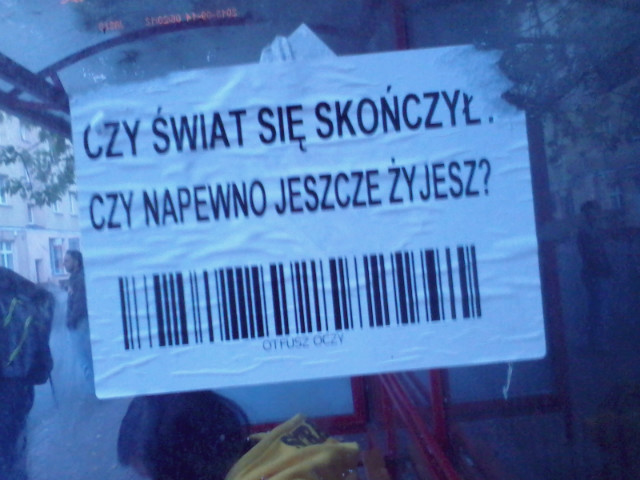 CZY ŚWIAT SIĘ SKOŃCZYŁ
CZY NAPEWNO JESZCZE ŻYJESZ?
OTFUSZ OCZY